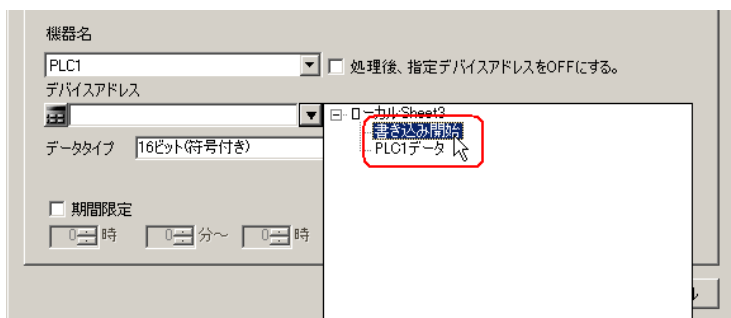 機器名
PLC1
処理後、指定デバイスアドレスをOFFにする。
デバイスアドレス
ローカル:Sheet3
書き込み開始
データタイプ 16ビット(符号付き)
PLC1データ
期間限定
0 時 0 分～ 0 時
ル